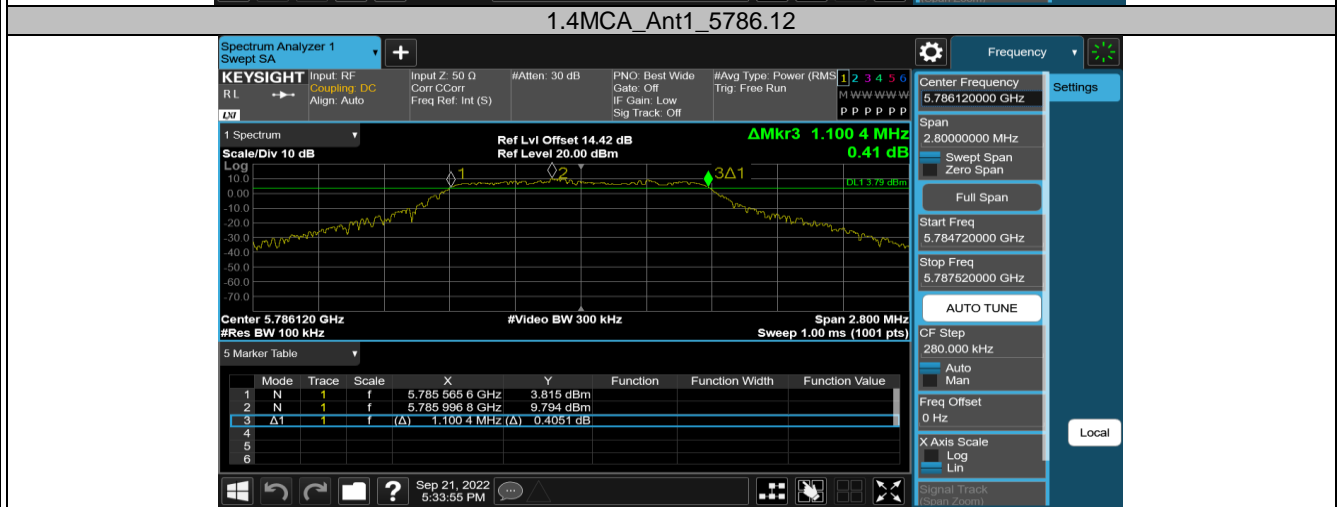 (Span Zoom)
1.4MCA_Ant1_5786.12
Spectrum Analyzer 1
Swept SA
Frequency
KEYSIGHT
RL
LXI
Input: RF
Coupling: DC
Align: Auto
Input Z: 50 Ω
Corr CCorr
Freq Ref: Int (S)
#Atten: 30 dB
PNO: Best Wide
Gate: Off
IF Gain: Low
Sig Track: Off
#Avg Type: Power (RMS
Trig: Free Run
1 2 3 4 5 6
M W W W W W
P P P P P P
1 Spectrum
Scale/Div 10 dB
Ref Lvl Offset 14.42 dB
Ref Level 20.00 dBm
ΔMkr3 1.100 4 MHz
0.41 dB
Log
10.0
0.00
-10.0
-20.0
-30.0
-40.0
-50.0
-60.0
-70.0
1
2
3Δ1
DL1 3.79 dBm
Center 5.786120 GHz
#Res BW 100 kHz
#Video BW 300 kHz
Span 2.800 MHz
Sweep 1.00 ms (1001 pts)
5 Marker Table
Mode Trace Scale X Y Function Function Width Function Value
1 N 1 f 5.785 565 6 GHz 3.815 dBm
2 N 1 f 5.785 996 8 GHz 9.794 dBm
3 Δ1 1 f (Δ) 1.100 4 MHz (Δ) 0.4051 dB
4
5
6
Center Frequency
5.786120000 GHz
Settings
Span
2.80000000 MHz
Swept Span
Zero Span
Full Span
Start Freq
5.784720000 GHz
Stop Freq
5.787520000 GHz
AUTO TUNE
CF Step
280.000 kHz
Auto
Man
Freq Offset
0 Hz
X Axis Scale
Log
Lin
Local
Signal Track
(Span Zoom)
Sep 21, 2022
5:33:55 PM